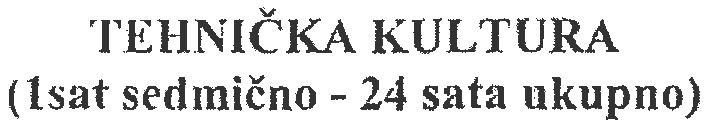 TEHNIČKA KULTURA
(1sat sedmično - 24 sata ukupno)